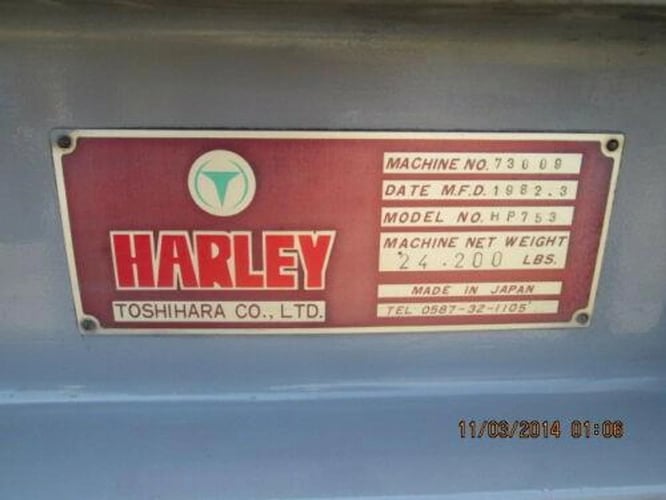 HARLEY
TOSHIHARA CO., LTD.
MACHINE NO. 73009
DATE M.F.D. 1982.3
MODEL NO. HP753
MACHINE NET WEIGHT
24.200 LBS.
MADE IN JAPAN
TEL 0587-32-1105
11/03/2014 01:06